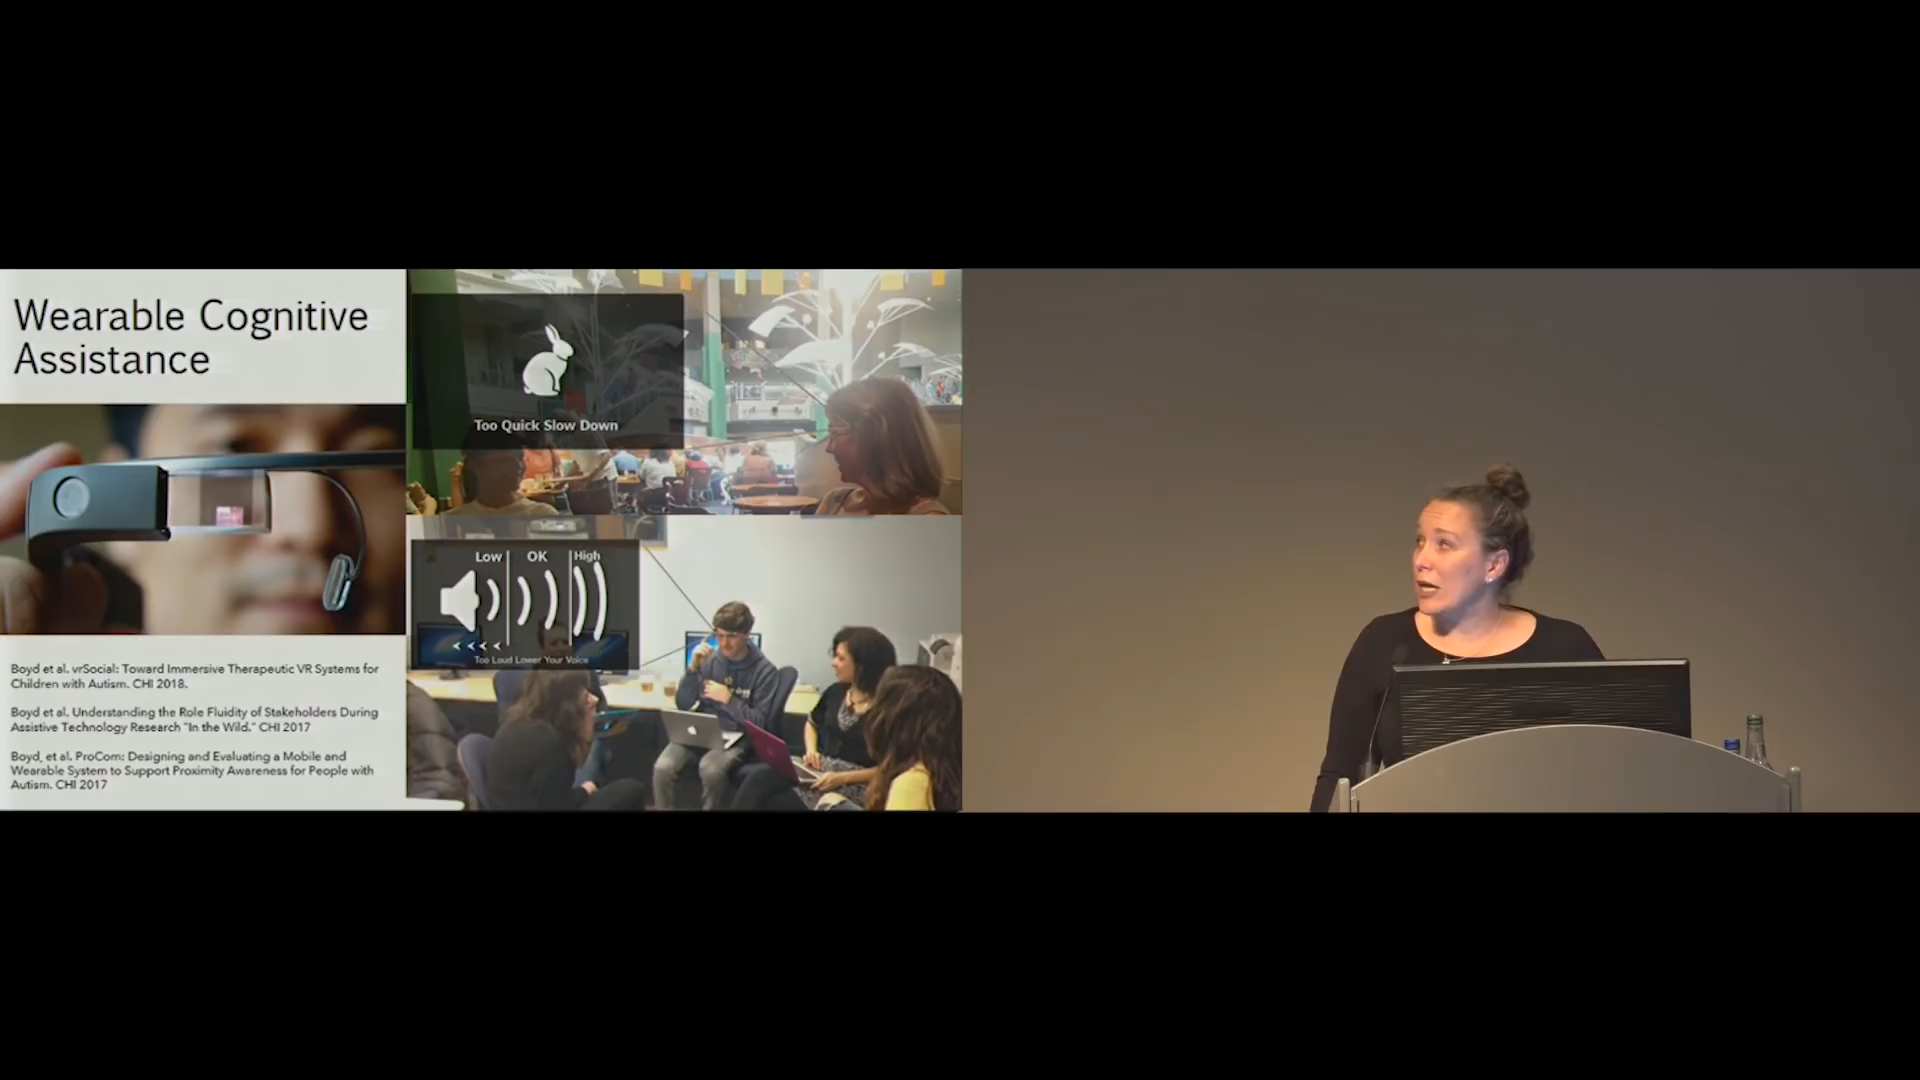 Wearable Cognitive
Assistance
Too Quick Slow Down
Low OK High
Too Loud Lower Your Voice
Boyd et al. vrSocial: Toward Immersive Therapeutic VR Systems for
Children with Autism. CHI 2018.
Boyd et al. Understanding the Role Fluidity of Stakeholders During
Assistive Technology Research "In the Wild." CHI 2017
Boyd, et al. ProCom: Designing and Evaluating a Mobile and
Wearable System to Support Proximity Awareness for People with
Autism. CHI 2017